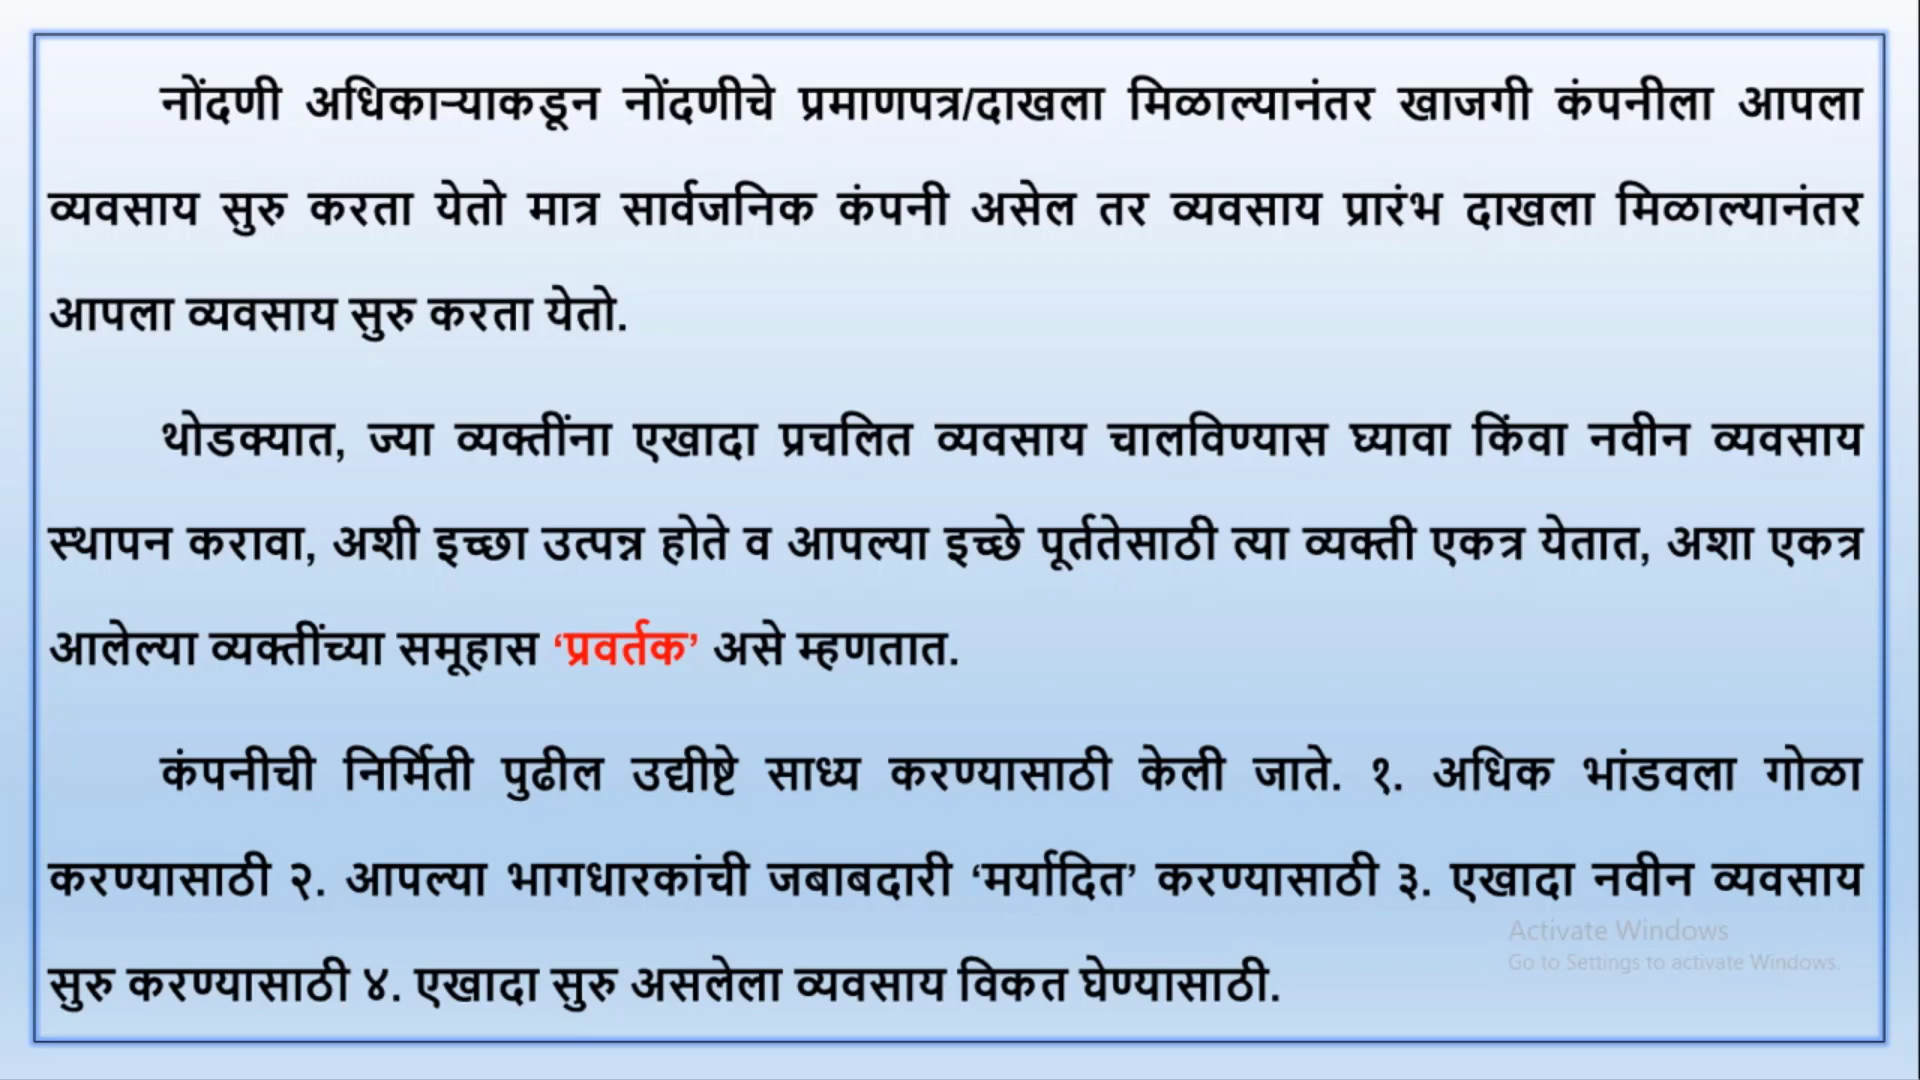 नोंदणी अधिकाऱ्याकडून नोंदणीचे प्रमाणपत्र/दाखला मिळाल्यानंतर खाजगी कंपनीला आपला
व्यवसाय सुरु करता येतो मात्र सार्वजनिक कंपनी असेल तर व्यवसाय प्रारंभ दाखला मिळाल्यानंतर
आपला व्यवसाय सुरु करता येतो.
थोडक्यात, ज्या व्यक्तींना एखादा प्रचलित व्यवसाय चालविण्यास घ्यावा किंवा नवीन व्यवसाय
स्थापन करावा, अशी इच्छा उत्पन्न होते व आपल्या इच्छे पूर्ततेसाठी त्या व्यक्ती एकत्र येतात, अशा एकत्र
आलेल्या व्यक्तींच्या समूहास ‘प्रवर्तक’ असे म्हणतात.
कंपनीची निर्मिती पुढील उद्यीष्टे साध्य करण्यासाठी केली जाते. १. अधिक भांडवला गोळा
करण्यासाठी २. आपल्या भागधारकांची जबाबदारी ‘मर्यादित’ करण्यासाठी ३. एखादा नवीन व्यवसाय
सुरु करण्यासाठी ४. एखादा सुरु असलेला व्यवसाय विकत घेण्यासाठी.
Activate Windows
Go to Settings to activate Windows.